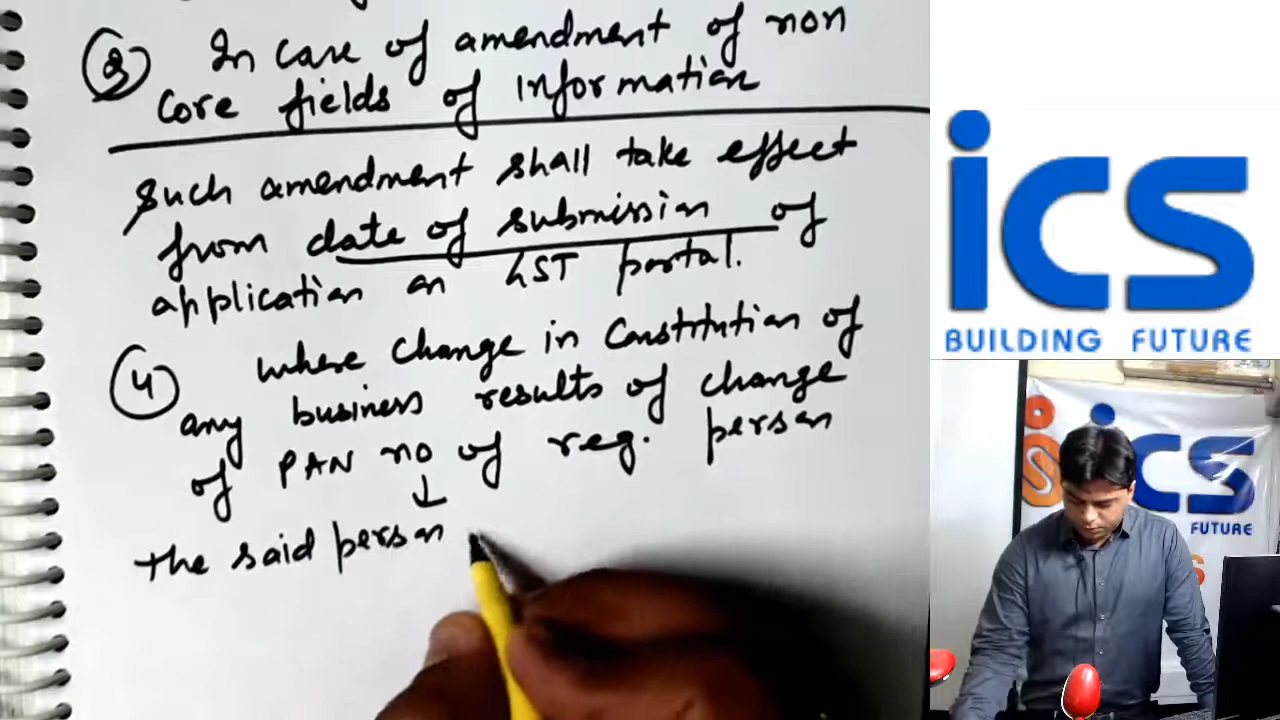 3 In case of amendment of non
core fields of information
Such amendment shall take effect
from date of submission of
application on GST portal.
4 where change in Constitution of
any business results of change
of PAN no of reg. person
↓
the said person
ics
BUILDING FUTURE
ics
FUTURE
ics